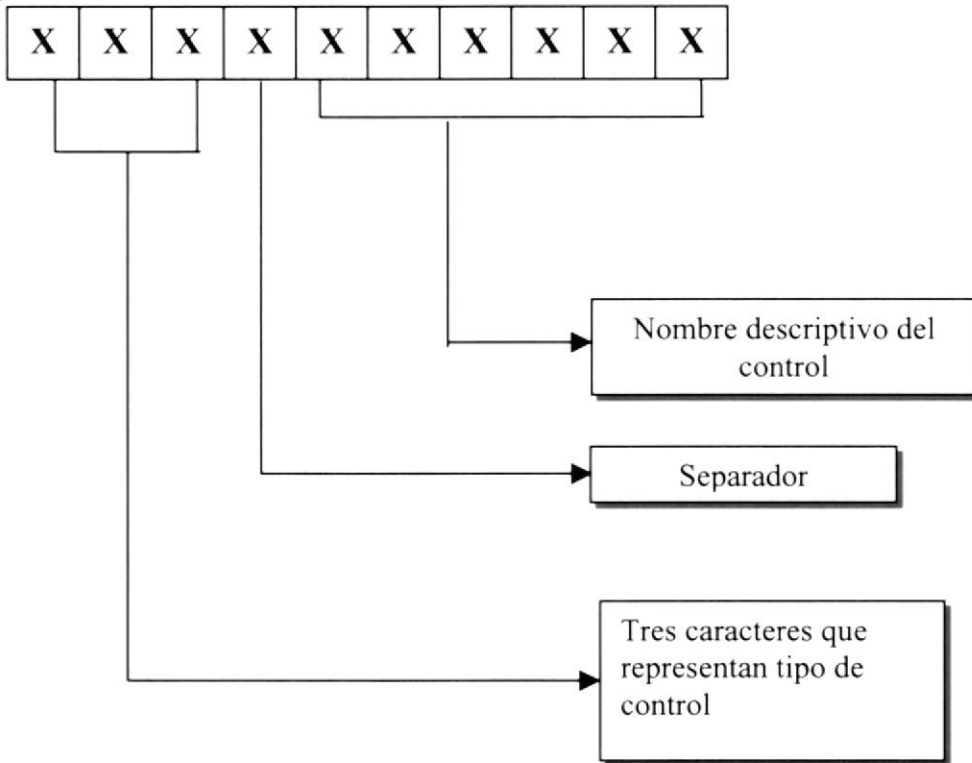 X X X X X X X X X X
Nombre descriptivo del
control
Separador
Tres caracteres que
representan tipo de
control